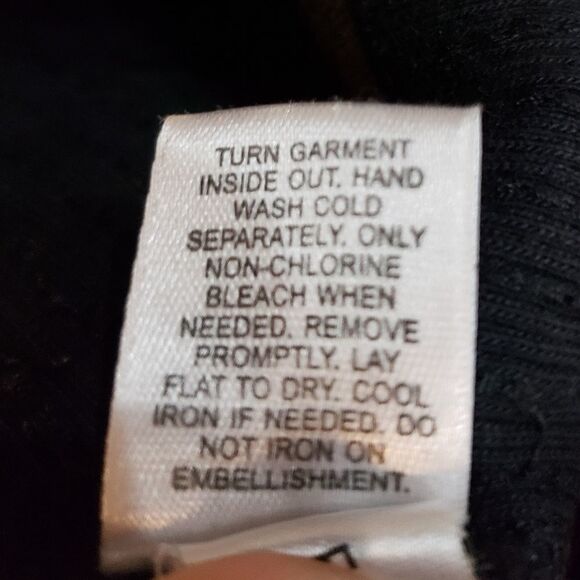 TURN GARMENT
INSIDE OUT. HAND
WASH COLD
SEPARATELY. ONLY
NON-CHLORINE
BLEACH WHEN
NEEDED. REMOVE
PROMPTLY. LAY
FLAT TO DRY. COOL
IRON IF NEEDED. DO
NOT IRON ON
EMBELLISHMENT.